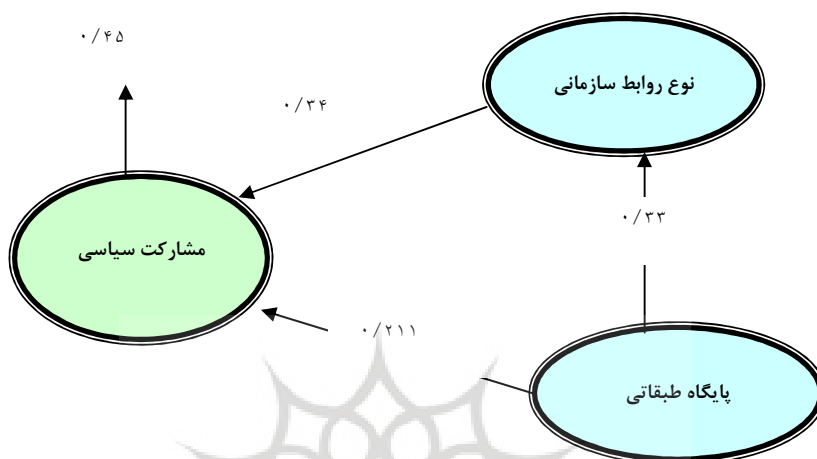 ۰/۴۵
نوع روابط سازمانی
۰/۳۴
۰/۳۳
مشارکت سیاسی
۰/۲۱۱
پایگاه طبقاتی